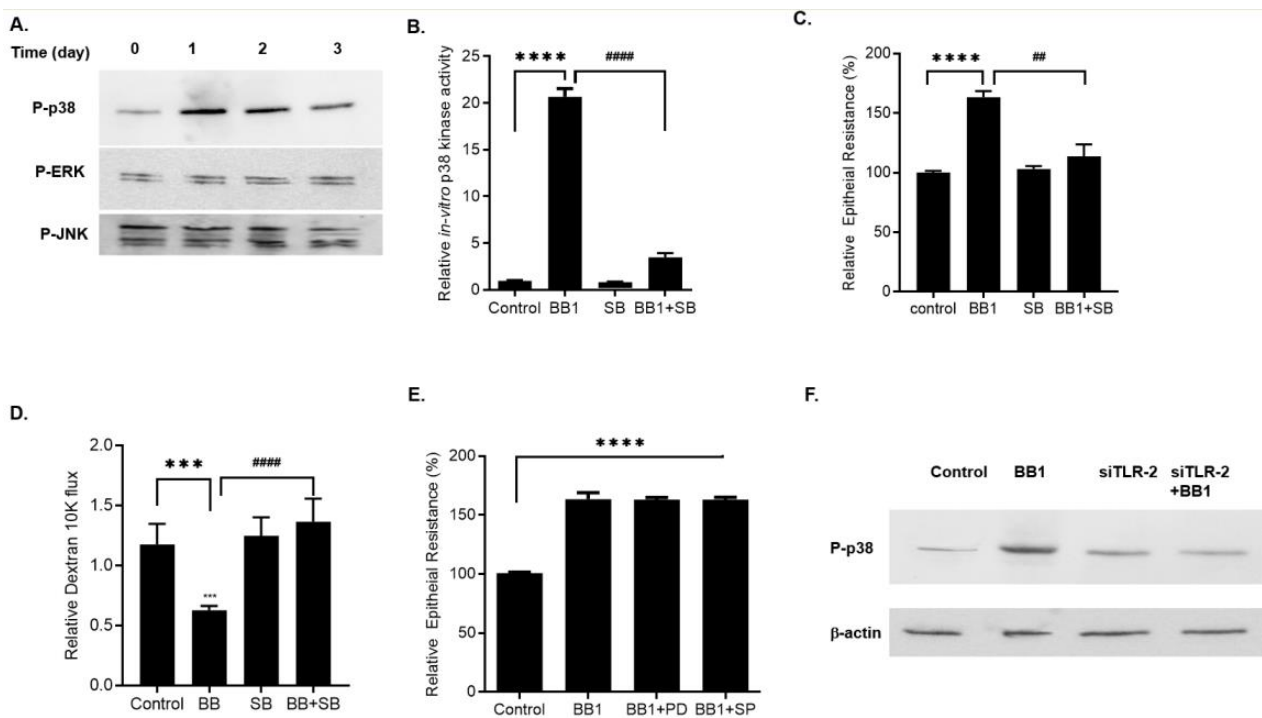 A.
Time (day) 0 1 2 3
P-p38
P-ERK
P-JNK
B.
Relative in-vitro p38 kinase activity
25
20
15
10
5
0
**** ####
Control BB1 SB BB1+SB
C.
Relative Epitheial Resistance (%)
200
150
100
50
0
**** ##
control BB1 SB BB1+SB
D.
Relative Dextran 10K flux
2.0
1.5
1.0
0.5
0.0
*** ####
***
Control BB SB BB+SB
E.
Relative Epitheial Resistance (%)
200
150
100
50
0
****
Control BB1 BB1+PD BB1+SP
F.
Control BB1 siTLR-2 siTLR-2
+BB1
P-p38
β-actin